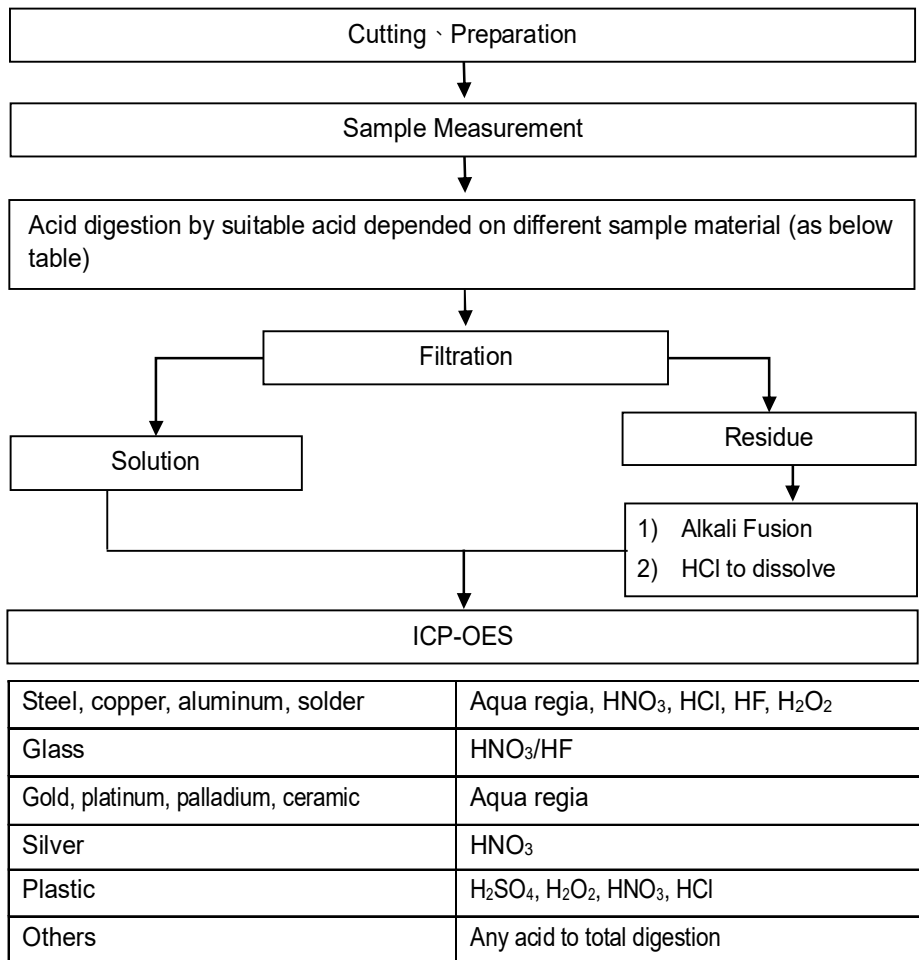 Cutting、Preparation
Sample Measurement
Acid digestion by suitable acid depended on different sample material (as below
table)
Filtration
Solution
Residue
1) Alkali Fusion
2) HCl to dissolve
ICP-OES
Steel, copper, aluminum, solder Aqua regia, HNO₃, HCl, HF, H₂O₂
Glass HNO₃/HF
Gold, platinum, palladium, ceramic Aqua regia
Silver HNO₃
Plastic H₂SO₄, H₂O₂, HNO₃, HCl
Others Any acid to total digestion